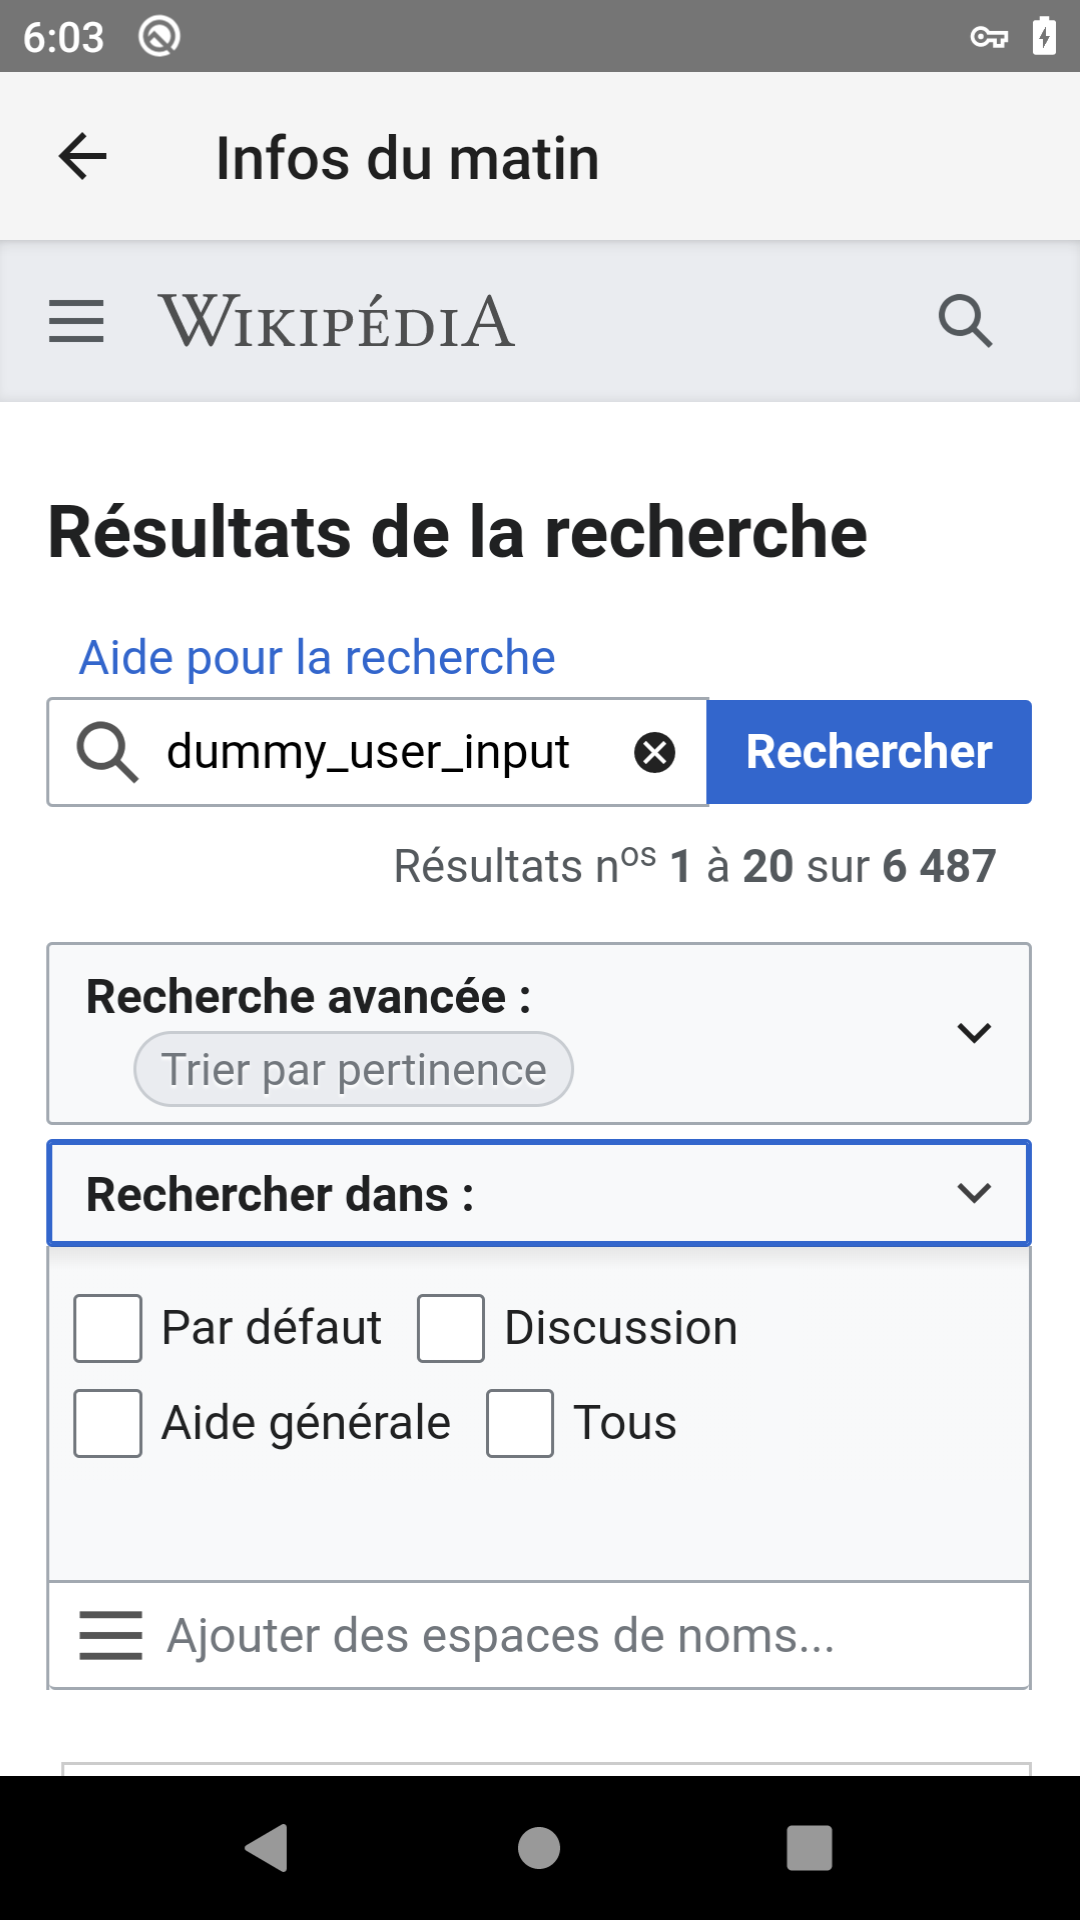 6:03
Infos du matin
WIKIPÉDIA
Résultats de la recherche
Aide pour la recherche
dummy_user_input
Rechercher
Résultats nos 1 à 20 sur 6 487
Recherche avancée :
Trier par pertinence
Rechercher dans :
Par défaut Discussion
Aide générale Tous
Ajouter des espaces de noms...